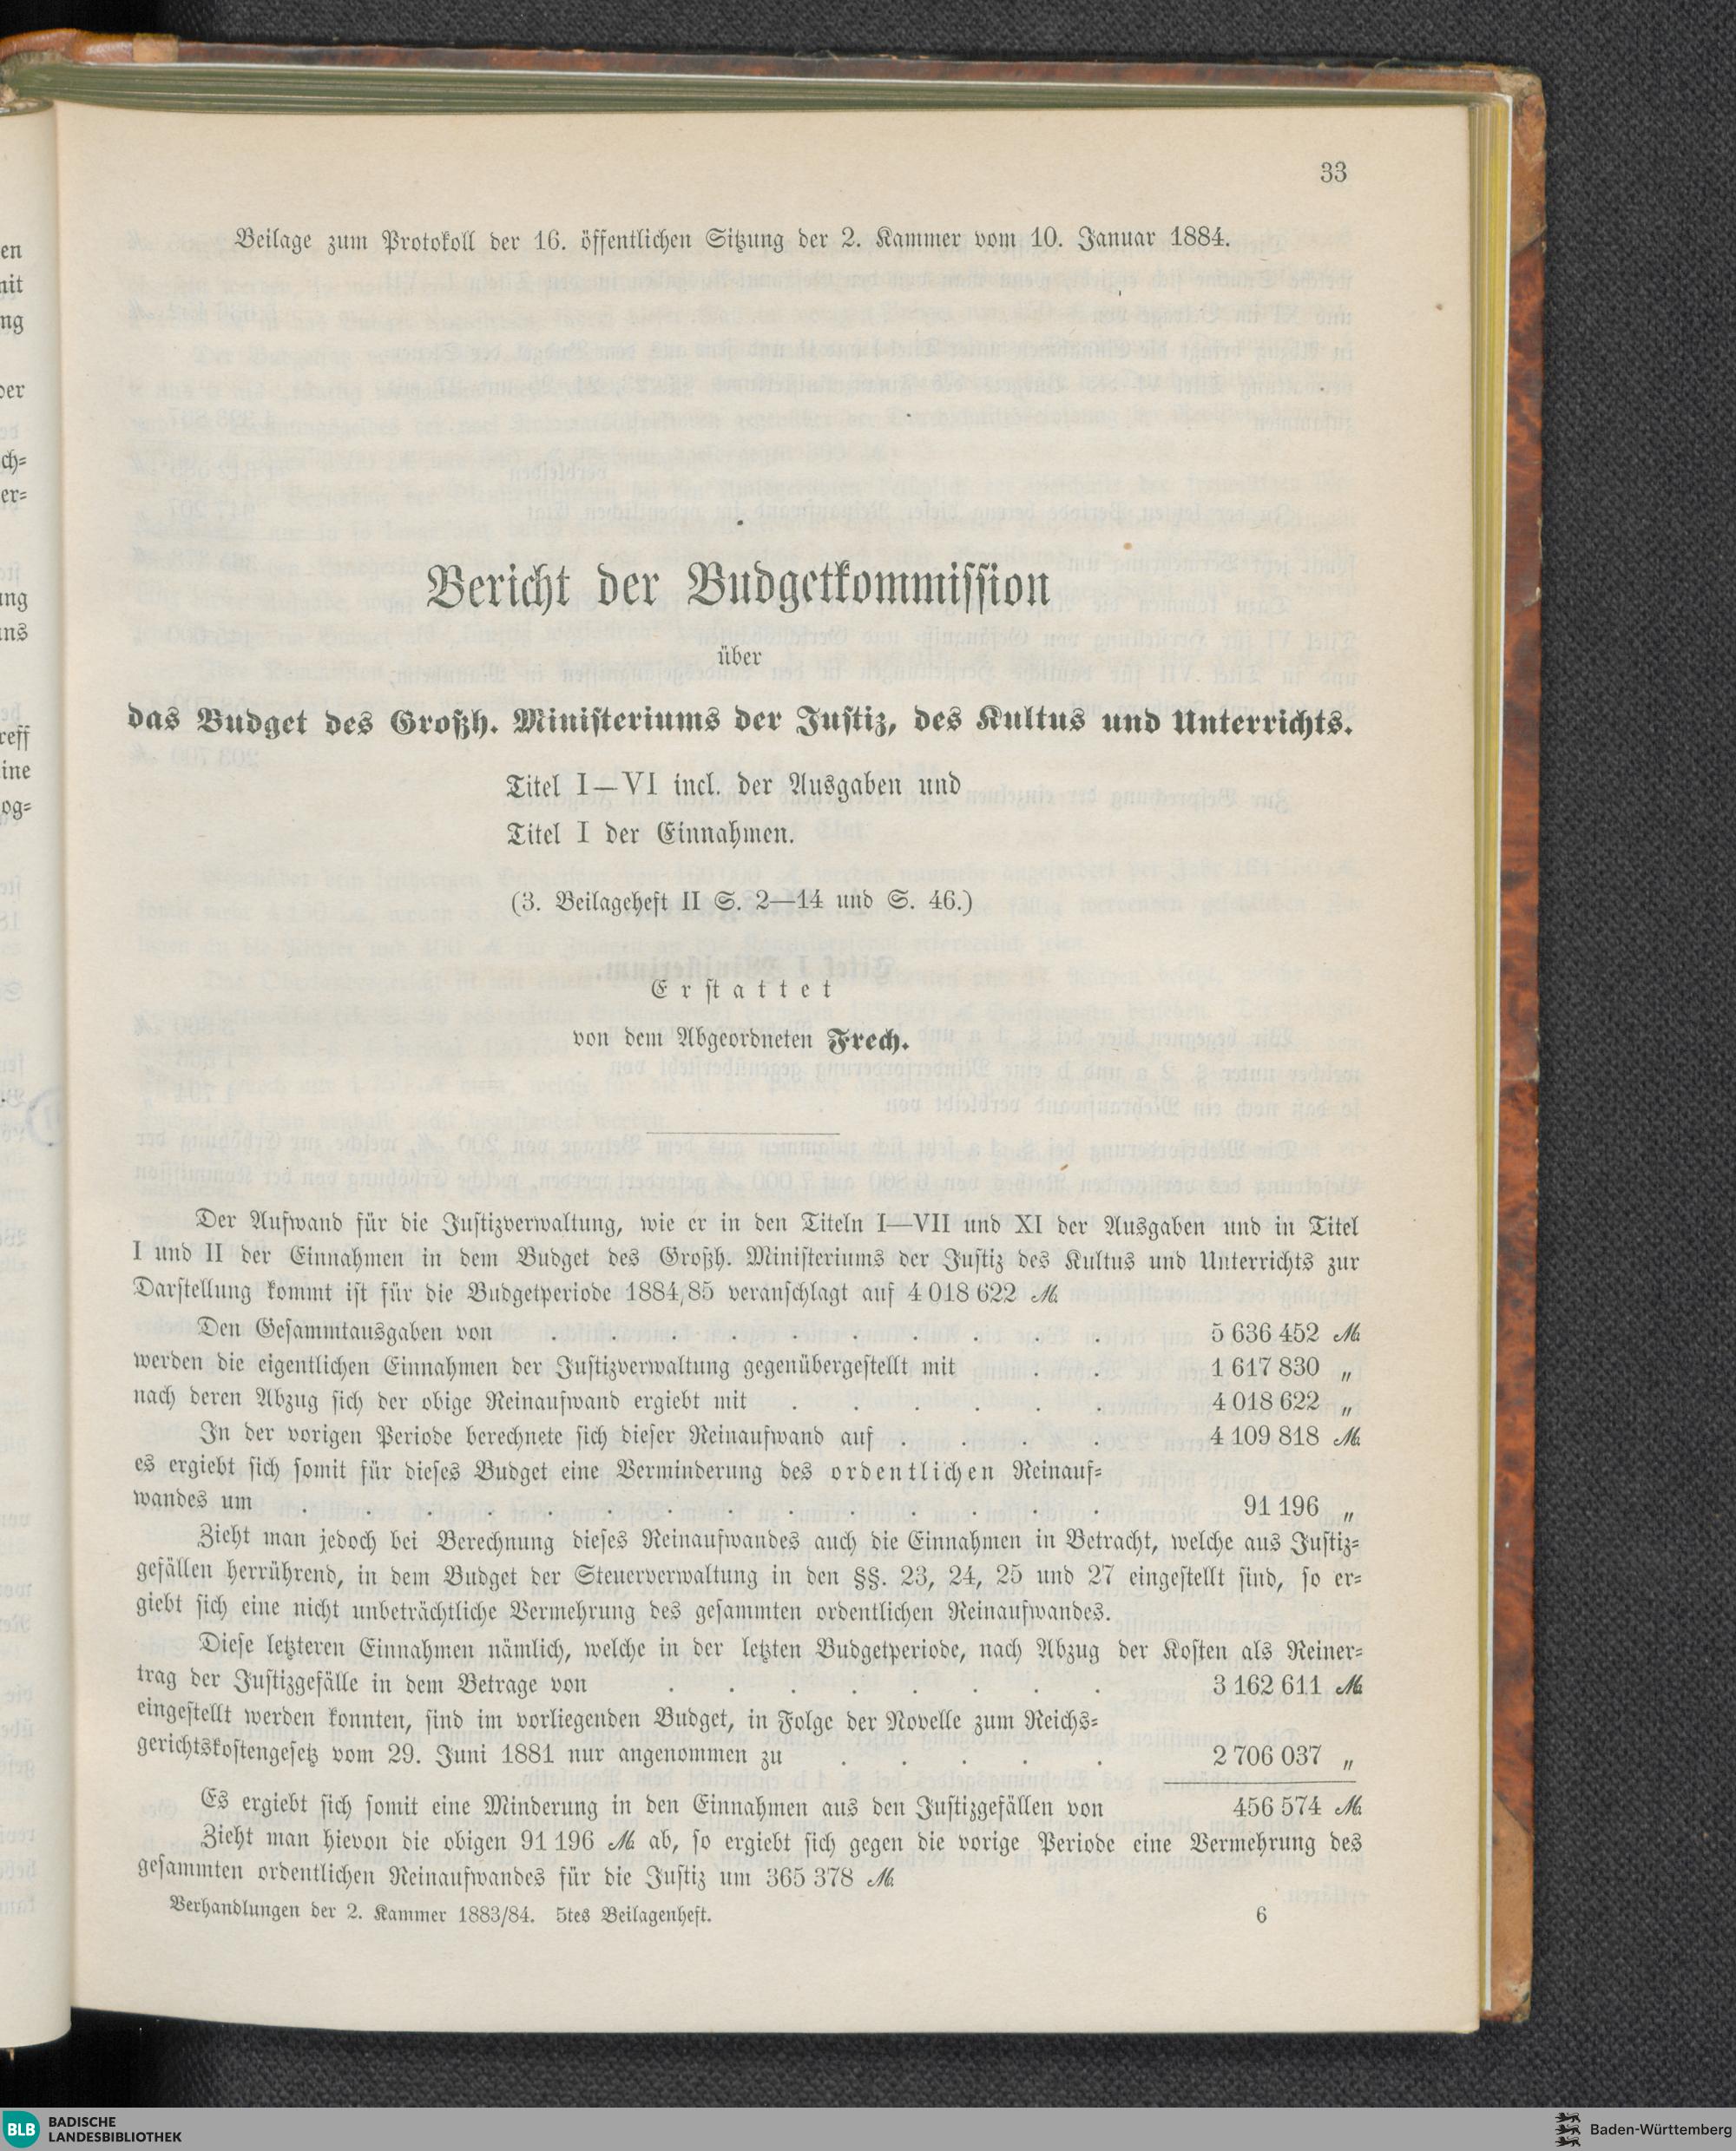 33
Beilage zum Protokoll der 16. öffentlichen Sitzung der 2. Kammer vom 10. Januar 1884.
Bericht der Budgetkommission
über
das Budget des Großh. Ministeriums der Justiz, des Kultus und Unterrichts.
Titel I—VI incl. der Ausgaben und
Titel I der Einnahmen.
(3. Beilageheft II S. 2—14 und S. 46.)
Erstattet
von dem Abgeordneten Frech.
Der Aufwand für die Justizverwaltung, wie er in den Titeln I—VII und XI der Ausgaben und in Titel
I und II der Einnahmen in dem Budget des Großh. Ministeriums der Justiz des Kultus und Unterrichts zur
Darstellung kommt ist für die Budgetperiode 1884/85 veranschlagt auf 4 018 622 ℳ
Den Gesammtausgaben von . . . . . . . . . . 5 636 452 ℳ
werden die eigentlichen Einnahmen der Justizverwaltung gegenübergestellt mit . . 1 617 830 „
nach deren Abzug sich der obige Reinaufwand ergiebt mit . . . . . . 4 018 622 „
In der vorigen Periode berechnete sich dieser Reinaufwand auf . . . . 4 109 818 ℳ
es ergiebt sich somit für dieses Budget eine Verminderung des ordentlichen Reinauf=
wandes um . . . . . . . . . . . . . . 91 196 „
Zieht man jedoch bei Berechnung dieses Reinaufwandes auch die Einnahmen in Betracht, welche aus Justiz=
gefällen herrührend, in dem Budget der Steuerverwaltung in den §§. 23, 24, 25 und 27 eingestellt sind, so er=
giebt sich eine nicht unbeträchtliche Vermehrung des gesammten ordentlichen Reinaufwandes.
Diese letzteren Einnahmen nämlich, welche in der letzten Budgetperiode, nach Abzug der Kosten als Reiner=
trag der Justizgefälle in dem Betrage von . . . . . . . . 3 162 611 ℳ
eingestellt werden konnten, sind im vorliegenden Budget, in Folge der Novelle zum Reichs=
gerichtskostengesetz vom 29. Juni 1881 nur angenommen zu . . . . . 2 706 037 „
Es ergiebt sich somit eine Minderung in den Einnahmen aus den Justizgefällen von 456 574 ℳ
Zieht man hievon die obigen 91 196 ℳ ab, so ergiebt sich gegen die vorige Periode eine Vermehrung des
gesammten ordentlichen Reinaufwandes für die Justiz um 365 378 ℳ
Verhandlungen der 2. Kammer 1883/84. 5tes Beilagenheft. 6
en
mit
ng
der
ch=
er=
ung
uns
reff
ine
og=
BLB BADISCHE
LANDESBIBLIOTHEK
Baden-Württemberg